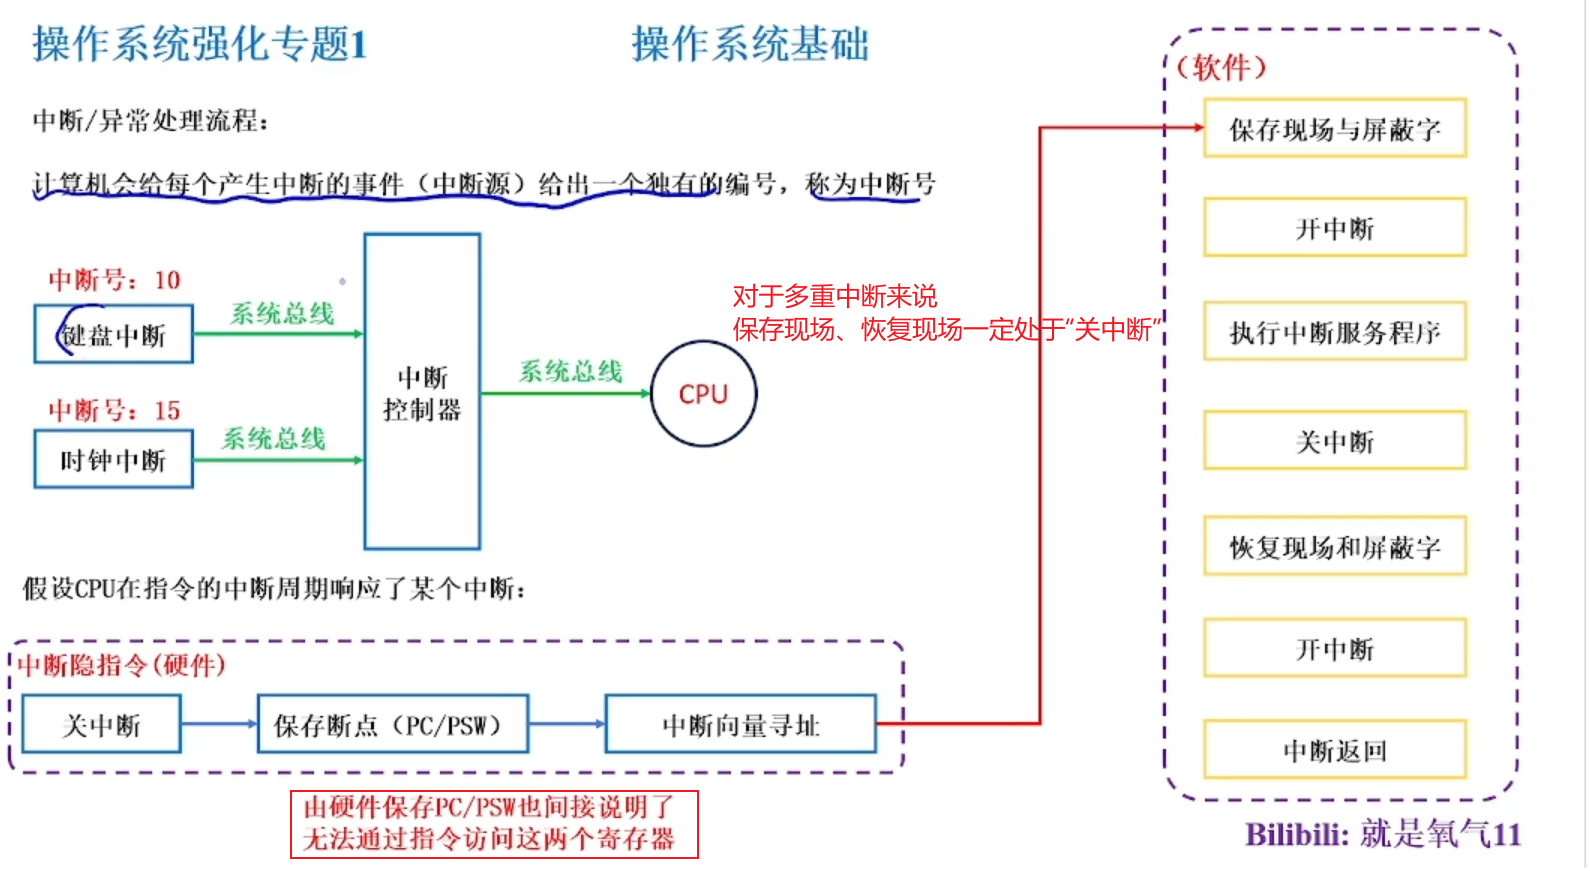 操作系统强化专题1
操作系统基础
中断/异常处理流程：
计算机会给每个产生中断的事件（中断源）给出一个独有的编号，称为中断号
中断号：10
键盘中断
系统总线
中断号：15
时钟中断
系统总线
中断
控制器
系统总线
CPU
对于多重中断来说
保存现场、恢复现场一定处于“关中断”
假设CPU在指令的中断周期响应了某个中断：
中断隐指令(硬件)
关中断
保存断点（PC/PSW）
中断向量寻址
由硬件保存PC/PSW也间接说明了
无法通过指令访问这两个寄存器
（软件）
保存现场与屏蔽字
开中断
执行中断服务程序
关中断
恢复现场和屏蔽字
开中断
中断返回
Bilibili: 就是氧气11